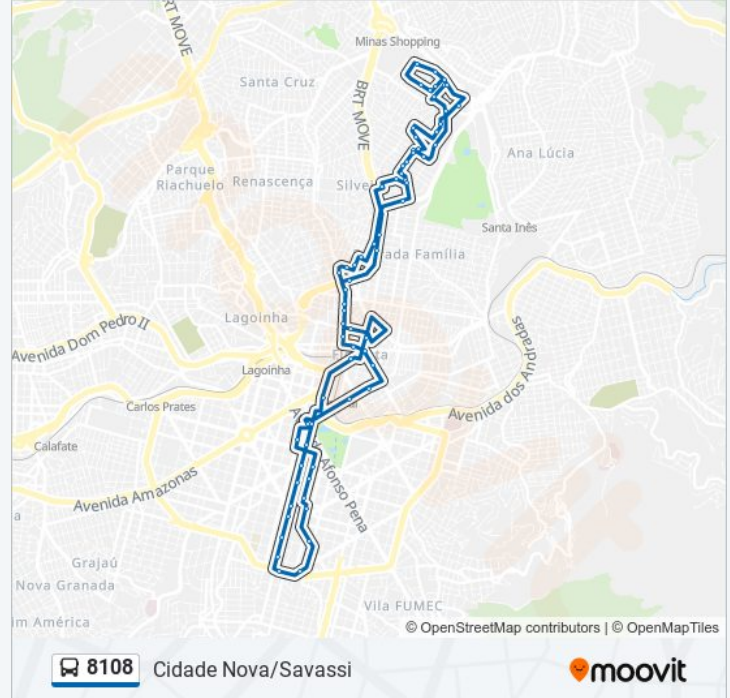 BRT MOVE
Minas Shopping
Santa Cruz
BRT MOVE
Ana Lúcia
Parque
Riachuelo
Renascença
Silvei
Santa Inês
ada Família
Lagoinha
Avenida Dom Pedro II
Avenida dos Andradas
Lagoinha
Carlos Prates
Calafate
Afonso Pena
Avenida Amazonas
a
Grajaú
Nova Granada
Vila FUMEC
im América
© OpenStreetMap contributors | © OpenMapTiles
8108 Cidade Nova/Savassi
moovit